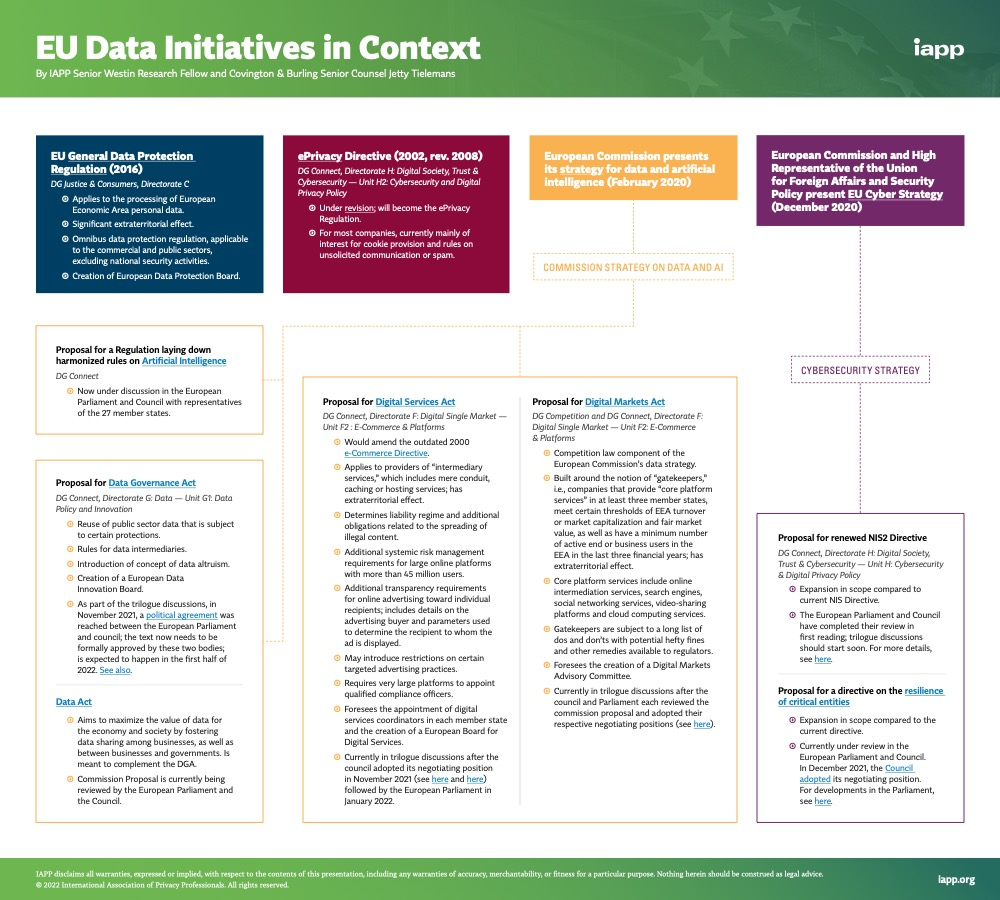 EU Data Initiatives in Context
By IAPP Senior Westin Research Fellow and Covington & Burling Senior Counsel Jetty Tielemans
iapp
EU General Data Protection
Regulation (2016)
DG Justice & Consumers, Directorate C
Applies to the processing of European
Economic Area personal data.
Significant extraterritorial effect.
Omnibus data protection regulation, applicable
to the commercial and public sectors,
excluding national security activities.
Creation of European Data Protection Board.
ePrivacy Directive (2002, rev. 2008)
DG Connect, Directorate H: Digital Society, Trust &
Cybersecurity — Unit H2: Cybersecurity and Digital
Privacy Policy
Under revision; will become the ePrivacy
Regulation.
For most companies, currently mainly of
interest for cookie provision and rules on
unsolicited communication or spam.
European Commission presents
its strategy for data and artificial
intelligence (February 2020)
COMMISSION STRATEGY ON DATA AND AI
European Commission and High
Representative of the Union
for Foreign Affairs and Security
Policy present EU Cyber Strategy
(December 2020)
CYBERSECURITY STRATEGY
Proposal for a Regulation laying down
harmonized rules on Artificial Intelligence
DG Connect
Now under discussion in the European
Parliament and Council with representatives
of the 27 member states.
Proposal for Data Governance Act
DG Connect, Directorate G: Data — Unit G1: Data
Policy and Innovation
Reuse of public sector data that is subject
to certain protections.
Rules for data intermediaries.
Introduction of concept of data altruism.
Creation of a European Data
Innovation Board.
As part of the trilogue discussions, in
November 2021, a political agreement was
reached between the European Parliament
and council; the text now needs to be
formally approved by these two bodies;
is expected to happen in the first half of
2022. See also.
Data Act
Aims to maximize the value of data for
the economy and society by fostering
data sharing among businesses, as well as
between businesses and governments. Is
meant to complement the DGA.
Commission Proposal is currently being
reviewed by the European Parliament and
the Council.
Proposal for Digital Services Act
DG Connect, Directorate F: Digital Single Market —
Unit F2 : E-Commerce & Platforms
Would amend the outdated 2000
e-Commerce Directive.
Applies to providers of “intermediary
services,” which includes mere conduit,
caching or hosting services; has
extraterritorial effect.
Determines liability regime and additional
obligations related to the spreading of
illegal content.
Additional systemic risk management
requirements for large online platforms
with more than 45 million users.
Additional transparency requirements
for online advertising toward individual
recipients; includes details on the
advertising buyer and parameters used
to determine the recipient to whom the
ad is displayed.
May introduce restrictions on certain
targeted advertising practices.
Requires very large platforms to appoint
qualified compliance officers.
Foresees the appointment of digital
services coordinators in each member state
and the creation of a European Board for
Digital Services.
Currently in trilogue discussions after the
council adopted its negotiating position
in November 2021 (see here and here)
followed by the European Parliament in
January 2022.
Proposal for Digital Markets Act
DG Competition and DG Connect, Directorate F:
Digital Single Market — Unit F2: E-Commerce
& Platforms
Competition law component of the
European Commission's data strategy.
Built around the notion of “gatekeepers,”
i.e., companies that provide “core platform
services” in at least three member states,
meet certain thresholds of EEA turnover
or market capitalization and fair market
value, as well as have a minimum number
of active end or business users in the
EEA in the last three financial years; has
extraterritorial effect.
Core platform services include online
intermediation services, search engines,
social networking services, video-sharing
platforms and cloud computing services.
Gatekeepers are subject to a long list of
dos and don'ts with potential hefty fines
and other remedies available to regulators.
Foresees the creation of a Digital Markets
Advisory Committee.
Currently in trilogue discussions after the
council and Parliament each reviewed the
commission proposal and adopted their
respective negotiating positions (see here).
Proposal for renewed NIS2 Directive
DG Connect, Directorate H: Digital Society,
Trust & Cybersecurity — Unit H: Cybersecurity
& Digital Privacy Policy
Expansion in scope compared to
current NIS Directive.
The European Parliament and Council
have completed their review in
first reading; trilogue discussions
should start soon. For more details,
see here.
Proposal for a directive on the resilience
of critical entities
Expansion in scope compared to the
current directive.
Currently under review in the
European Parliament and Council.
In December 2021, the Council
adopted its negotiating position.
For developments in the Parliament,
see here.
IAPP disclaims all warranties, expressed or implied, with respect to the contents of this presentation, including any warranties of accuracy, merchantability, or fitness for a particular purpose. Nothing herein should be construed as legal advice.
© 2022 International Association of Privacy Professionals. All rights reserved.
iapp.org